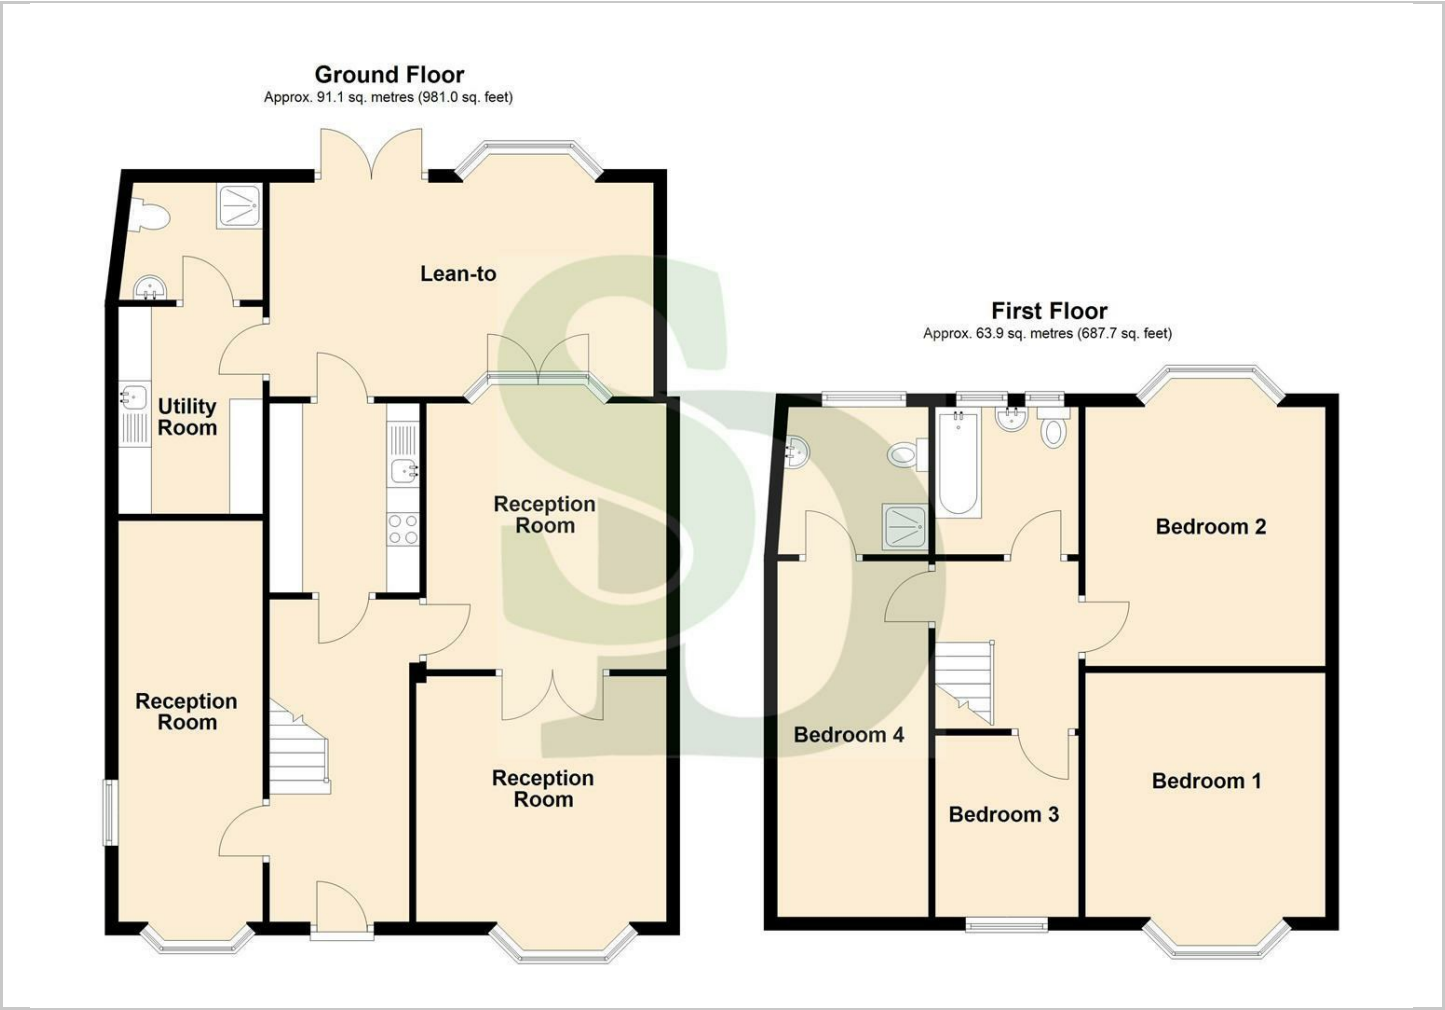 Ground Floor
Approx. 91.1 sq. metres (981.0 sq. feet)
Lean-to
Utility
Room
Reception
Room
Reception
Room
Reception
Room
First Floor
Approx. 63.9 sq. metres (687.7 sq. feet)
Bedroom 2
Bedroom 4
Bedroom 1
Bedroom 3
SD